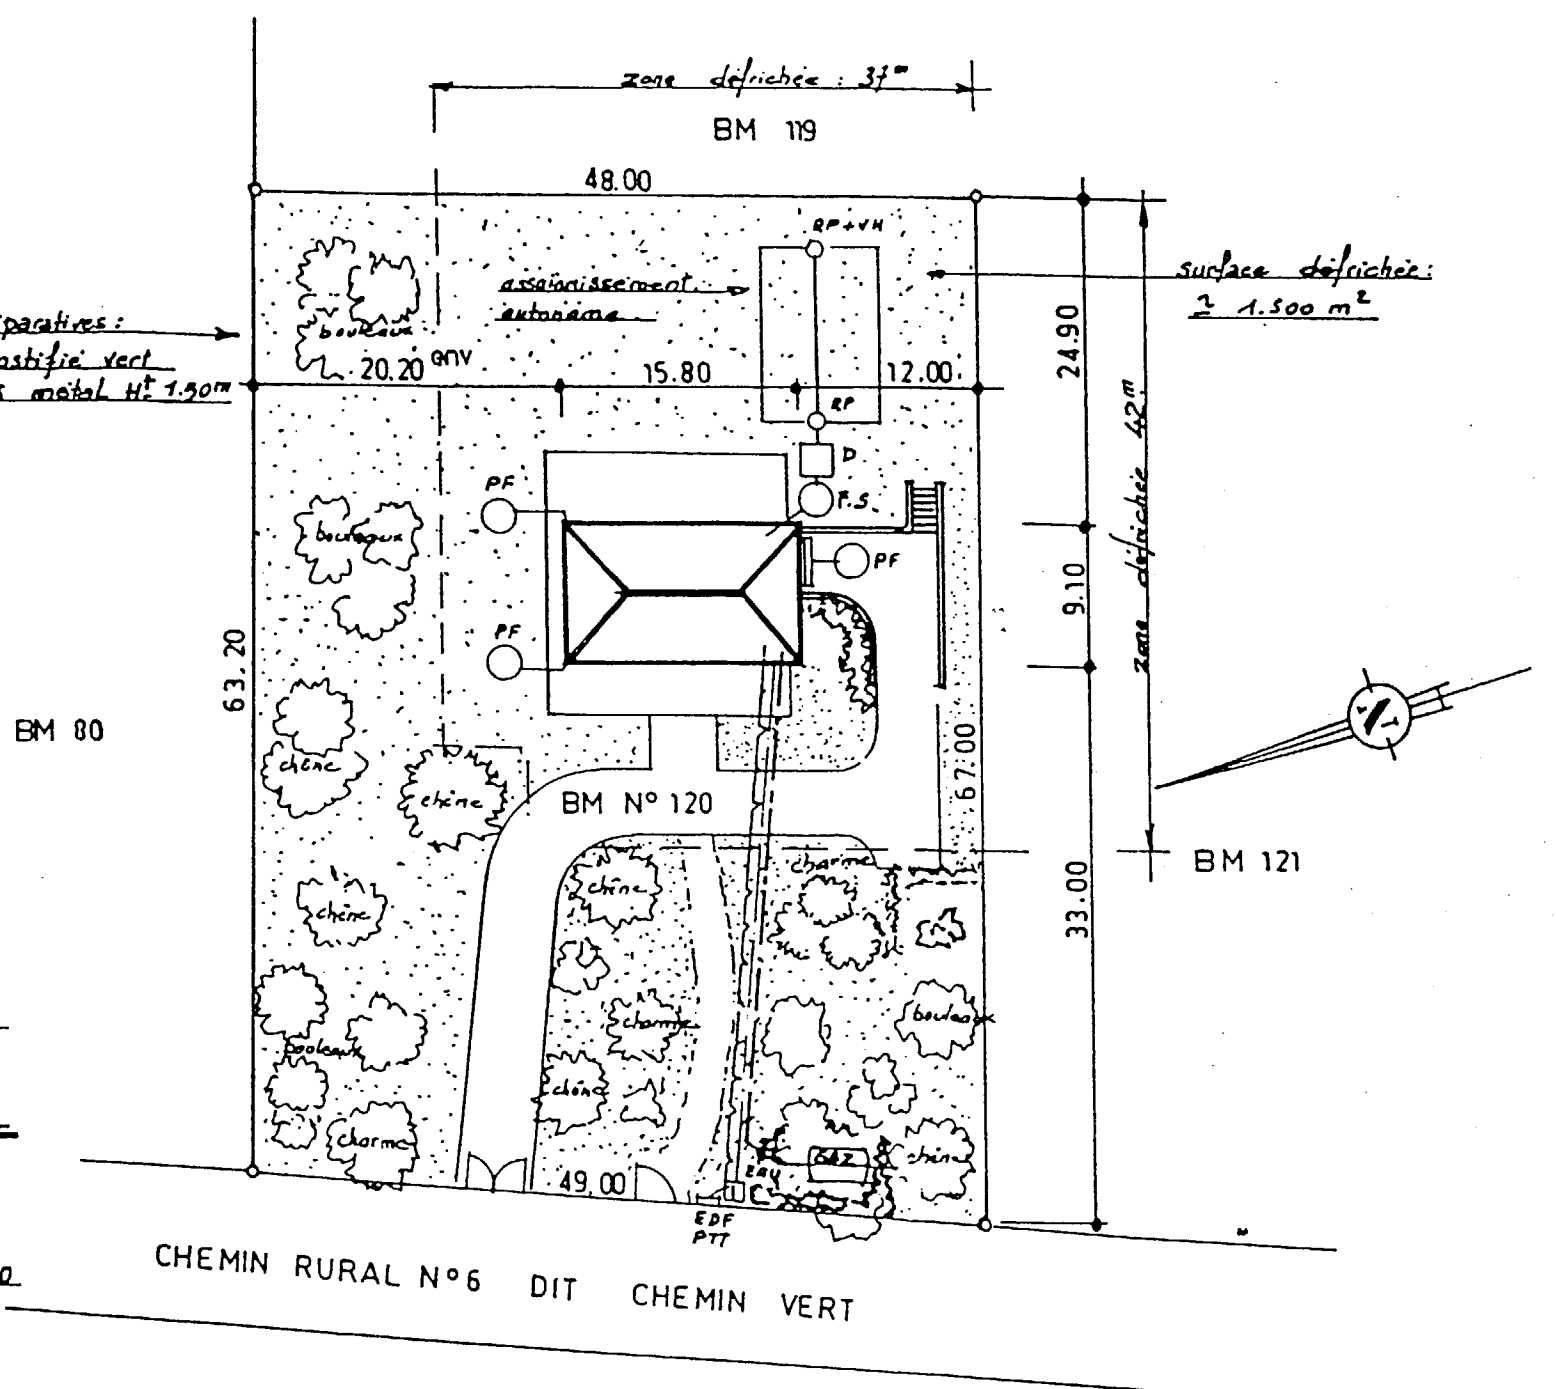 zone défrichée : 37m
BM 119
48.00
RP+VH
assainissement
autonome
surface défrichée :
≃ 1.500 m²
paratives :
astifié vert
métal Ht 1.50m
bouleaux
20.20
15.80
12.00
24.90
RP
D
F.S
PF
PF
PF
bouleaux
9.10
zone défrichée 42m
63.20
BM 80
chêne
chêne
BM N° 120
67.00
BM 121
33.00
charme
chêne
chêne
charme
bouleaux
bouleaux
chêne
charme
GAZ
chêne
EAU
49.00
EDF
PTT
CHEMIN RURAL N°6 DIT CHEMIN VERT